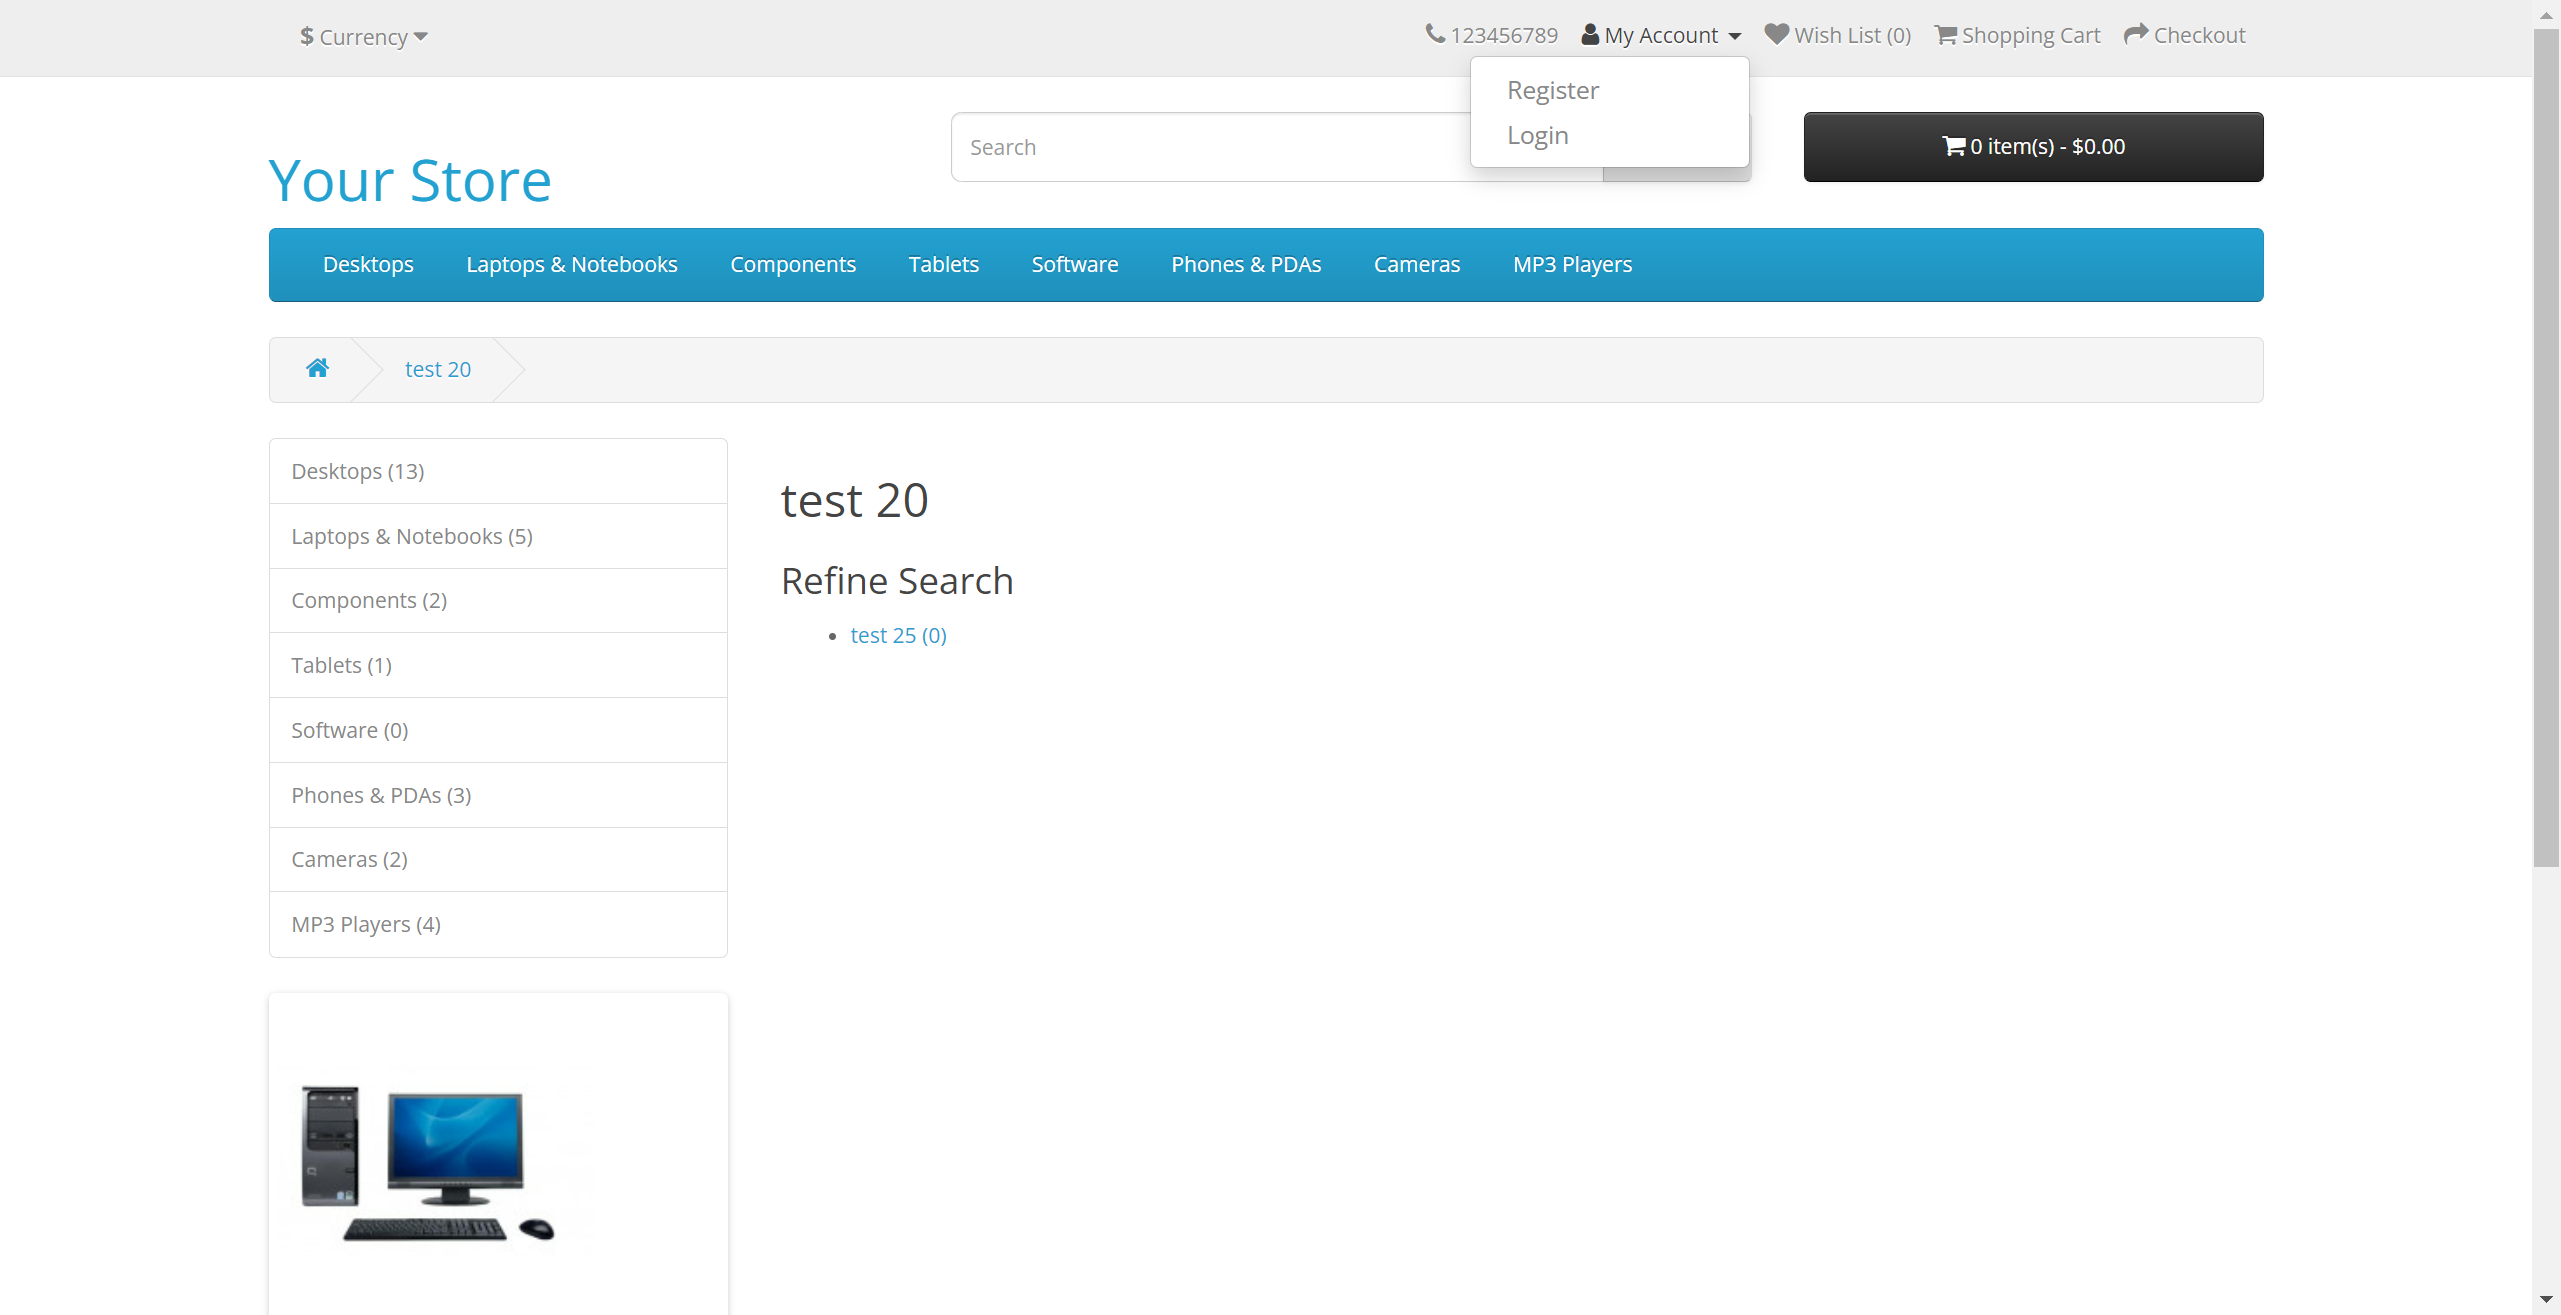 $ Currency
123456789 My Account Wish List (0) Shopping Cart Checkout
Register
Login
Search
0 item(s) - $0.00
Your Store
Desktops Laptops & Notebooks Components Tablets Software Phones & PDAs Cameras MP3 Players
test 20
Desktops (13)
Laptops & Notebooks (5)
Components (2)
Tablets (1)
Software (0)
Phones & PDAs (3)
Cameras (2)
MP3 Players (4)
test 20
Refine Search
test 25 (0)